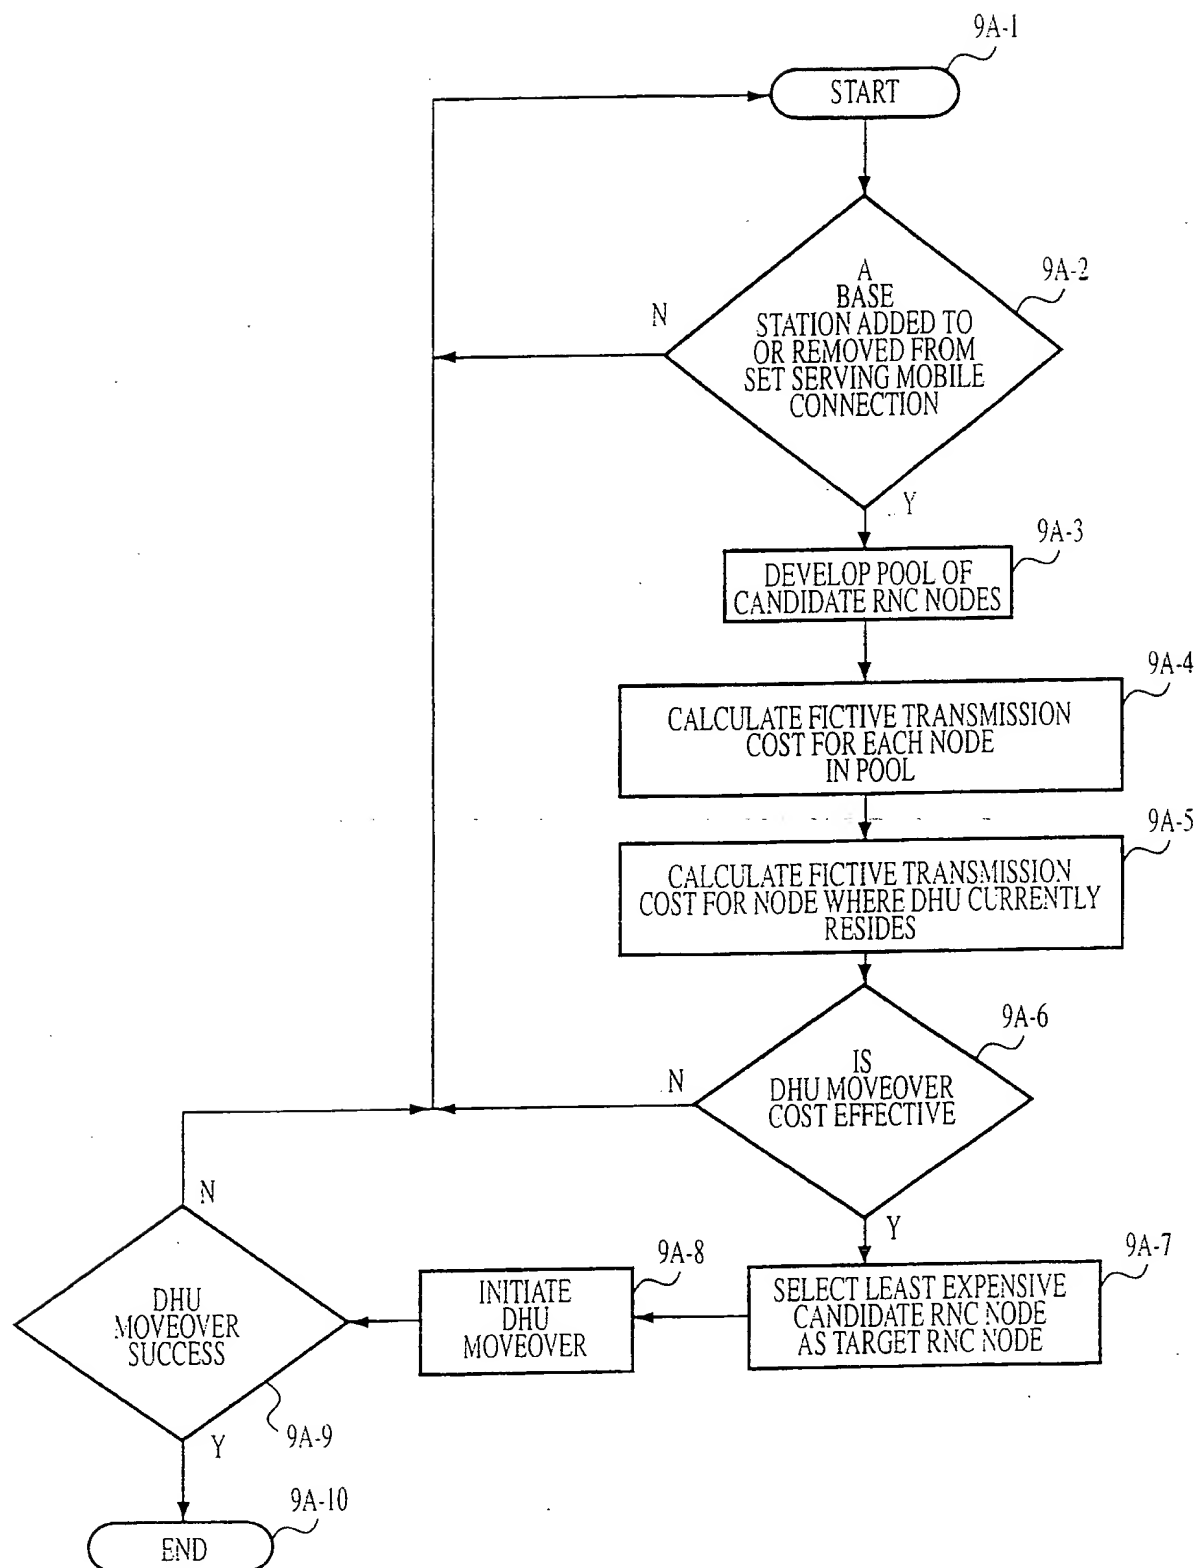 9A-1
START
9A-2
A
BASE
STATION ADDED TO
OR REMOVED FROM
SET SERVING MOBILE
CONNECTION
N
Y
9A-3
DEVELOP POOL OF
CANDIDATE RNC NODES
9A-4
CALCULATE FICTIVE TRANSMISSION
COST FOR EACH NODE
IN POOL
9A-5
CALCULATE FICTIVE TRANSMISSION
COST FOR NODE WHERE DHU CURRENTLY
RESIDES
9A-6
IS
DHU MOVEOVER
COST EFFECTIVE
N
Y
9A-7
SELECT LEAST EXPENSIVE
CANDIDATE RNC NODE
AS TARGET RNC NODE
9A-8
INITIATE
DHU
MOVEOVER
N
DHU
MOVEOVER
SUCCESS
9A-9
Y
9A-10
END